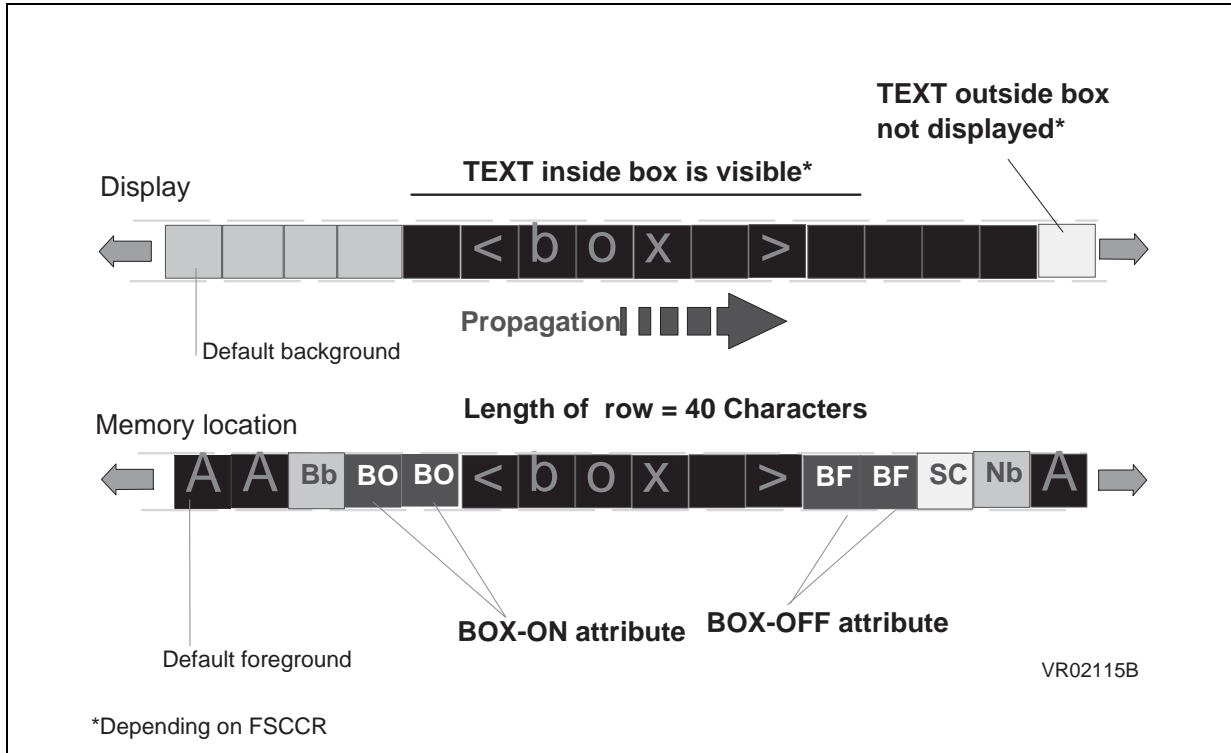 TEXT outside box
not displayed*
TEXT inside box is visible*
Display
< b o x >
Propagation
Default background
Length of row = 40 Characters
Memory location
A A Bb BO BO < b o x > BF BF SC Nb A
BOX-ON attribute BOX-OFF attribute
Default foreground
VR02115B
*Depending on FSCCR